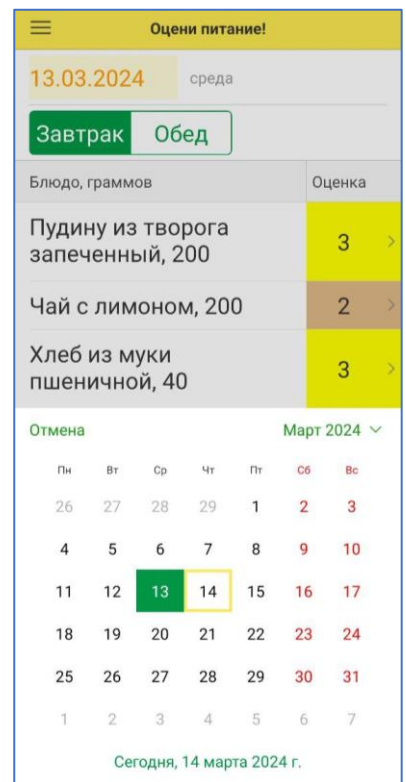 Оцени питание!
13.03.2024 среда
Завтрак Обед
Блюдо, граммов Оценка
Пудину из творога
запеченный, 200
3
Чай с лимоном, 200 2
Хлеб из муки
пшеничной, 40
3
Отмена Март 2024
Пн Вт Ср Чт Пт Сб Вс
26 27 28 29 1 2 3
4 5 6 7 8 9 10
11 12 13 14 15 16 17
18 19 20 21 22 23 24
25 26 27 28 29 30 31
1 2 3 4 5 6 7
Сегодня, 14 марта 2024 г.